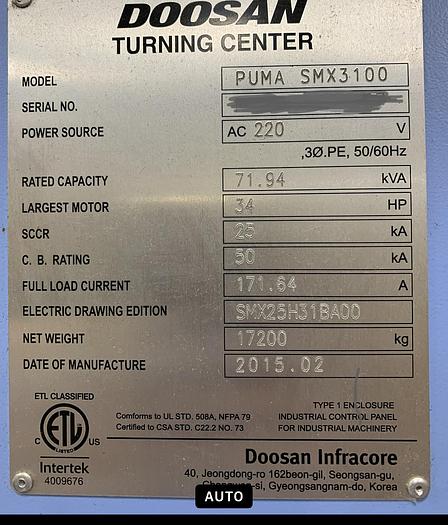 DOOSAN
TURNING CENTER
MODEL PUMA SMX3100
SERIAL NO.
POWER SOURCE AC 220 V
,3Ø.PE, 50/60Hz
RATED CAPACITY 71.94 kVA
LARGEST MOTOR 34 HP
SCCR 25 kA
C. B. RATING 50 kA
FULL LOAD CURRENT 171.64 A
ELECTRIC DRAWING EDITION SMX25H31BA00
NET WEIGHT 17200 kg
DATE OF MANUFACTURE 2015.02
ETL CLASSIFIED
C ETL LISTED US
Intertek
4009676
Conforms to UL STD. 508A, NFPA 79
Certified to CSA STD. C22.2 NO. 73
TYPE 1 ENCLOSURE
INDUSTRIAL CONTROL PANEL
FOR INDUSTRIAL MACHINERY
Doosan Infracore
40, Jeongdong-ro 162beon-gil, Seongsan-gu,
si, Gyeongsangnam-do, Korea
AUTO